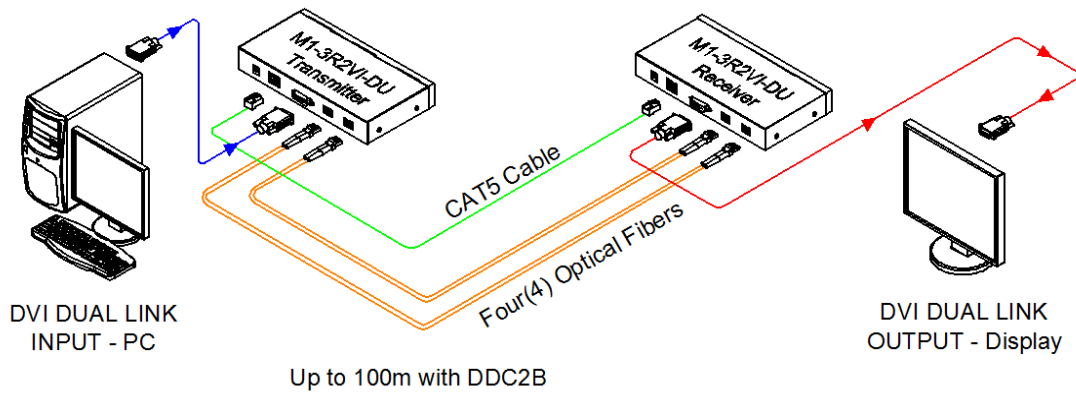 M1-3R2VI-DU
Transmitter
M1-3R2VI-DU
Receiver
CAT5 Cable
Four(4) Optical Fibers
DVI DUAL LINK
INPUT - PC
DVI DUAL LINK
OUTPUT - Display
Up to 100m with DDC2B